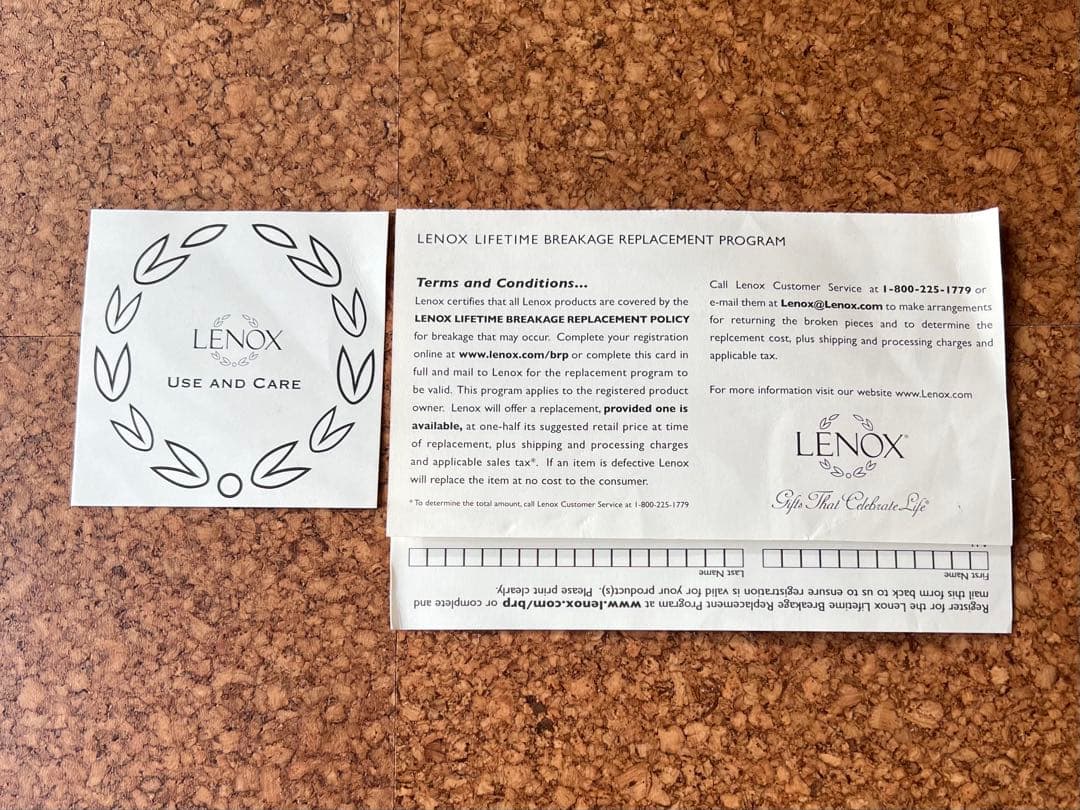 LENOX
USE AND CARE
LENOX LIFETIME BREAKAGE REPLACEMENT PROGRAM
Terms and Conditions...
Lenox certifies that all Lenox products are covered by the
LENOX LIFETIME BREAKAGE REPLACEMENT POLICY
for breakage that may occur. Complete your registration
online at www.lenox.com/brp or complete this card in
full and mail to Lenox for the replacement program to
be valid. This program applies to the registered product
owner. Lenox will offer a replacement, provided one is
available, at one-half its suggested retail price at time
of replacement, plus shipping and processing charges
and applicable sales tax*. If an item is defective Lenox
will replace the item at no cost to the consumer.
* To determine the total amount, call Lenox Customer Service at 1-800-225-1779
Call Lenox Customer Service at 1-800-225-1779 or
e-mail them at Lenox@Lenox.com to make arrangements
for returning the broken pieces and to determine the
replcement cost, plus shipping and processing charges and
applicable tax.
For more information visit our website www.Lenox.com
LENOX®
Gifts That Celebrate Life®
Register for the Lenox Lifetime Breakage Replacement Program at www.lenox.com/brp or complete and
mail this form back to us to ensure registration is valid for your product(s). Please print clearly.
First Name Last Name